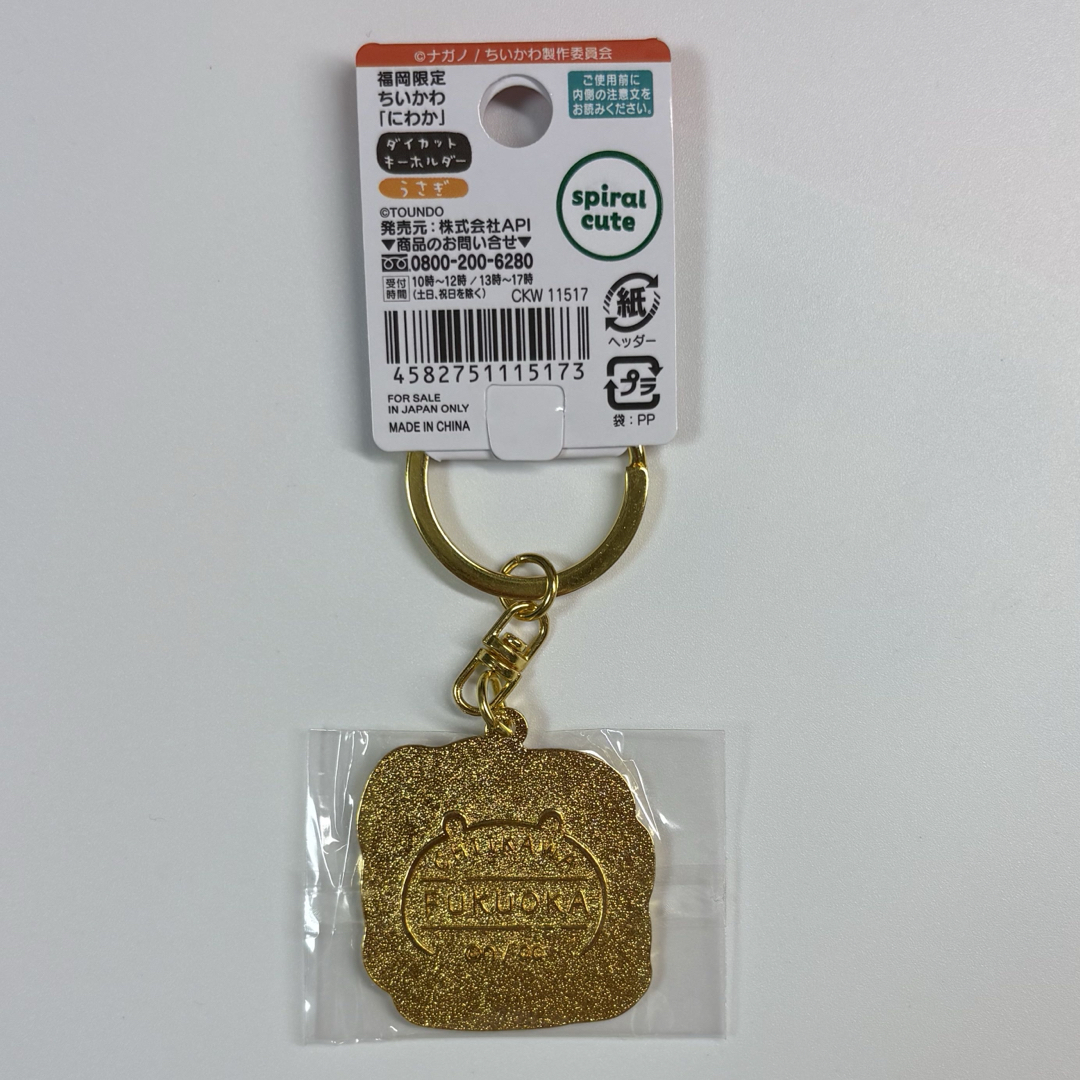 ©ナガノ / ちいかわ製作委員会
福岡限定
ちいかわ
「にわか」
ダイカット
キーホルダー
うさぎ
ご使用前に
内側の注意文を
お読みください。
spiral
cute
©TOUNDO
発売元：株式会社API
▼商品のお問い合せ▼
0800-200-6280
受付
時間
10時～12時 / 13時～17時
（土日、祝日を除く）
CKW 11517
4582751115173
紙
ヘッダー
プラ
袋：PP
FOR SALE
IN JAPAN ONLY
MADE IN CHINA
CHIIKAWA
FUKUOKA